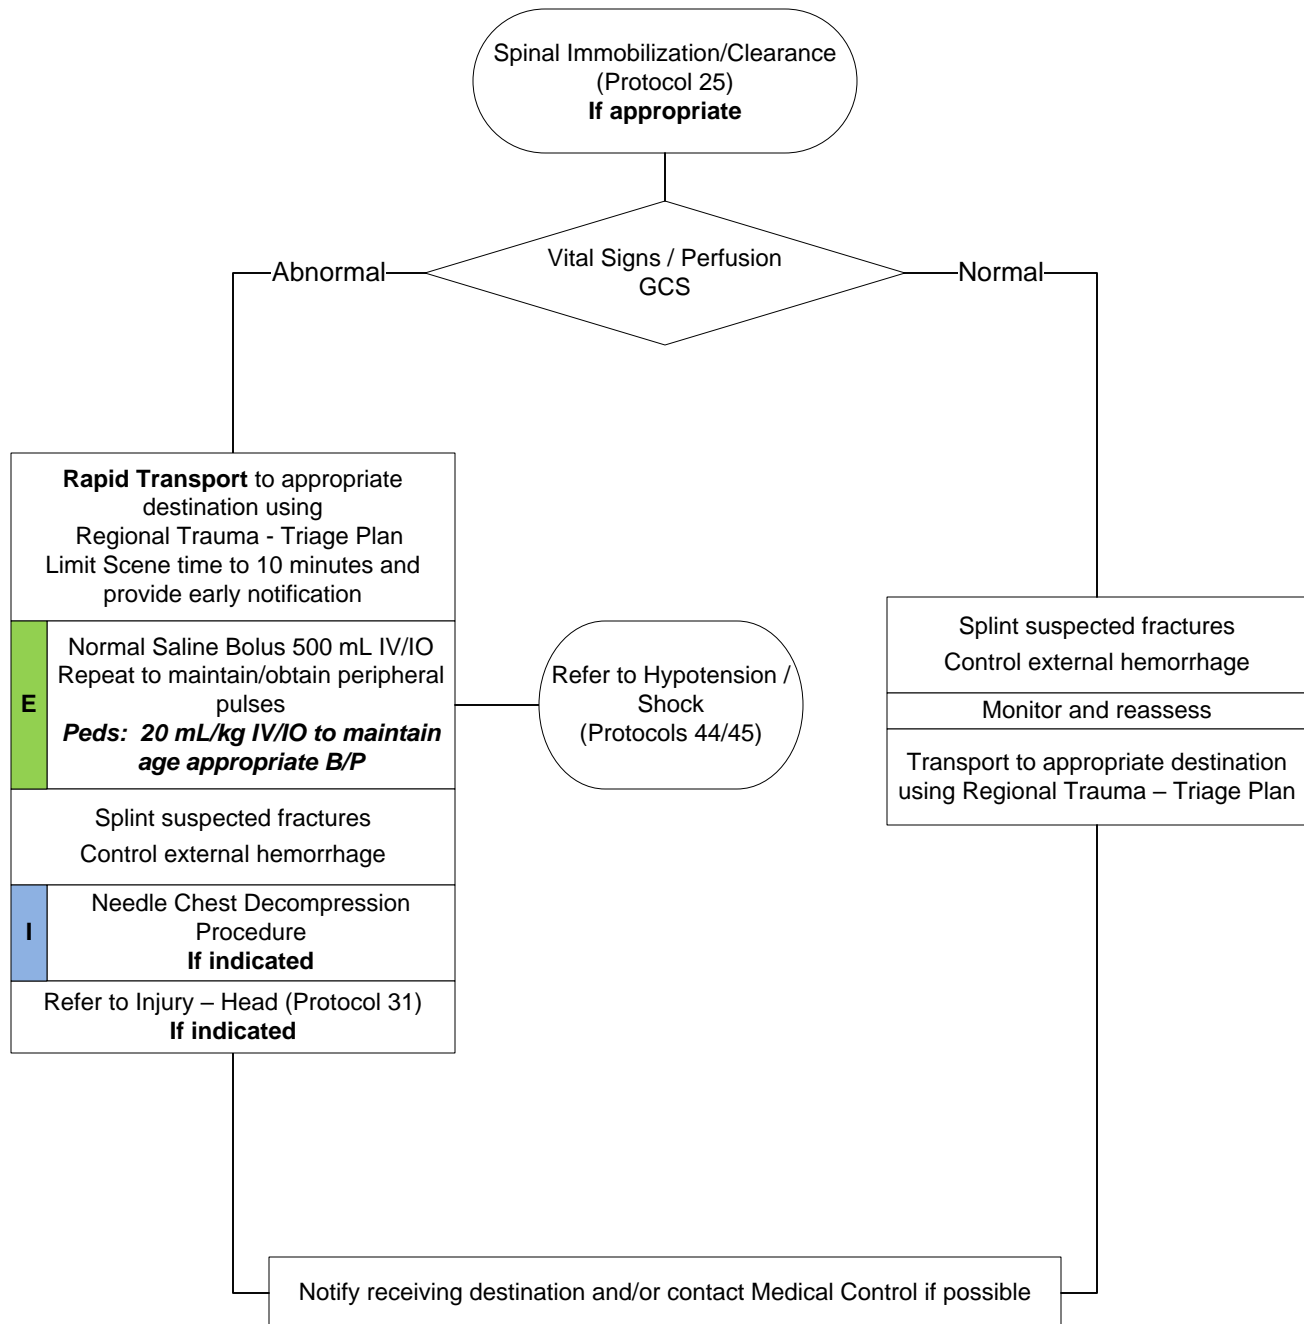 Spinal Immobilization/Clearance
(Protocol 25)
If appropriate
Vital Signs / Perfusion
GCS
Abnormal
Normal
Rapid Transport to appropriate
destination using
Regional Trauma - Triage Plan
Limit Scene time to 10 minutes and
provide early notification
E
Normal Saline Bolus 500 mL IV/IO
Repeat to maintain/obtain peripheral
pulses
Peds:  20 mL/kg IV/IO to maintain
age appropriate B/P
Refer to Hypotension /
Shock
(Protocols 44/45)
Splint suspected fractures
Control external hemorrhage
I
Needle Chest Decompression
Procedure
If indicated
Refer to Injury – Head (Protocol 31)
If indicated
Splint suspected fractures
Control external hemorrhage
Monitor and reassess
Transport to appropriate destination
using Regional Trauma – Triage Plan
Notify receiving destination and/or contact Medical Control if possible